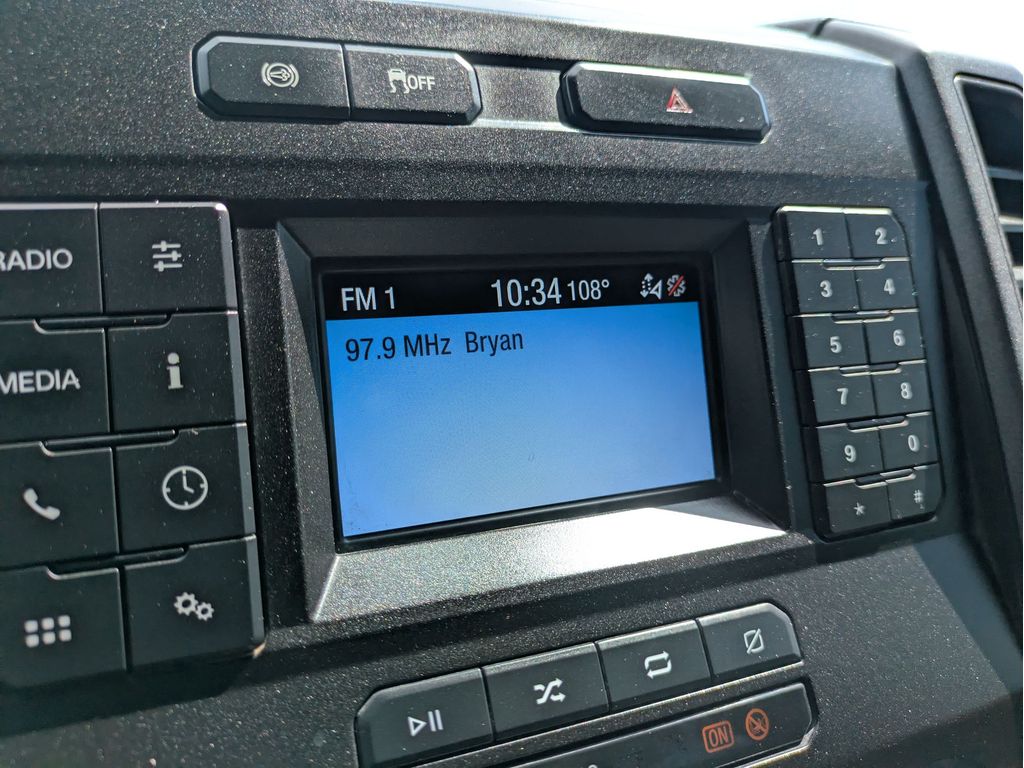 OFF
RADIO
MEDIA
FM 1 10:34 108°
97.9 MHz Bryan
1 2
3 4
5 6
7 8
9 0
* #
ON